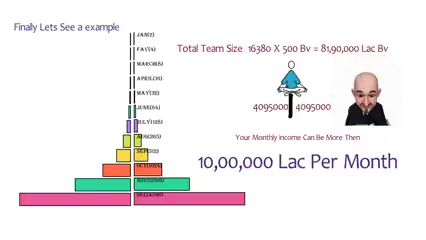 Finally Lets See a example
JAN(2)
FAV(4)
MARCH(8)
APRIL(16)
MAY(32)
JUNE(64)
JULY(128)
Total Team Size 16380 X 500 Bv = 81,90,000 Lac Bv
4095000 4095000
Your Monthly Income Can Be More Then
10,00,000 Lac Per Month